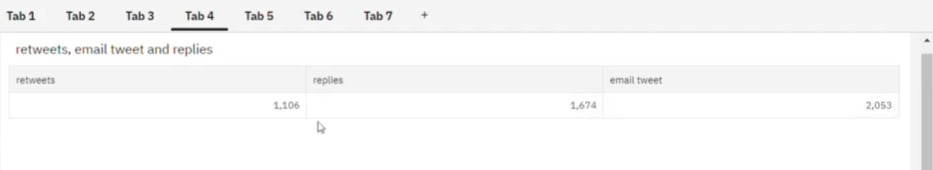 Tab 1 Tab 2 Tab 3 Tab 4 Tab 5 Tab 6 Tab 7 +
retweets, email tweet and replies
retweets replies email tweet
1,106 1,674 2,053